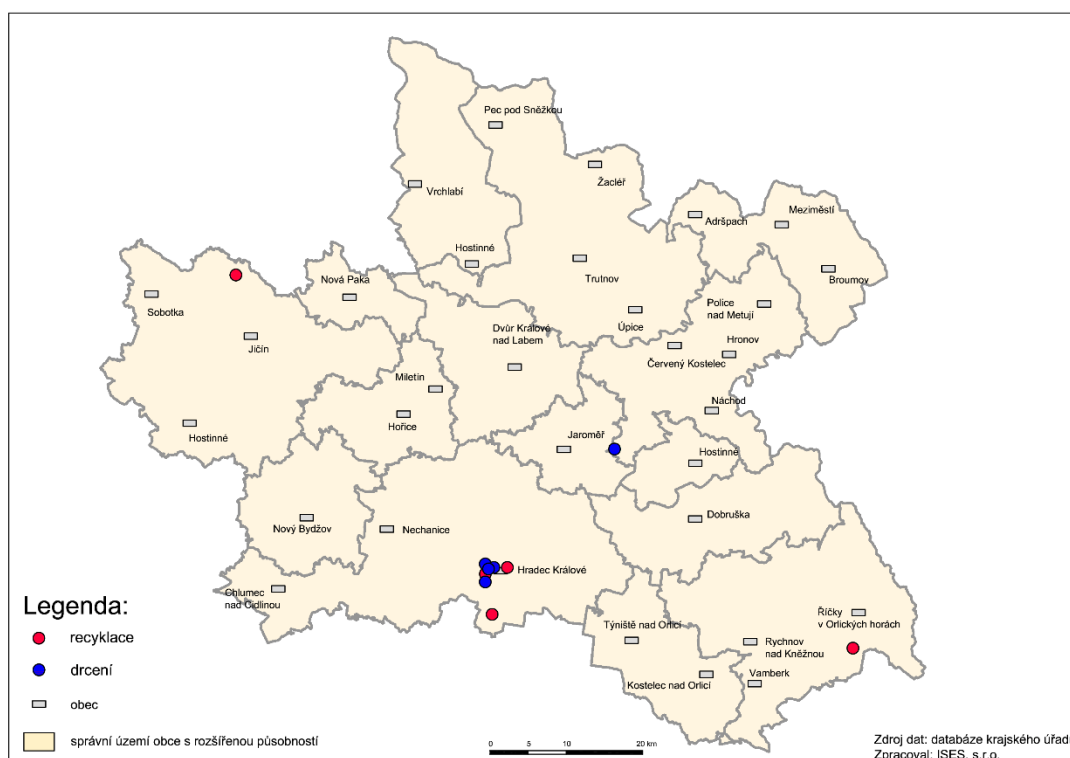 Pec pod Sněžkou
Žacléř
Vrchlabí
Adršpach
Meziměstí
Hostinné
Nová Paka
Trutnov
Broumov
Sobotka
Police
nad Metují
Úpice
Jičín
Dvůr Králové
nad Labem
Hronov
Červený Kostelec
Miletín
Náchod
Hořice
Hostinné
Jaroměř
Hostinné
Dobruška
Nový Bydžov
Nechanice
Hradec Králové
Chlumec
nad Cidlinou
Legenda:
recyklace
drcení
obec
správní území obce s rozšířenou působností
Týniště nad Orlicí
Říčky
v Orlických horách
Rychnov
nad Kněžnou
Vamberk
Kostelec nad Orlicí
0 5 10 20 km
Zdroj dat: databáze krajského úřadu
Zpracoval: ISES, s.r.o.